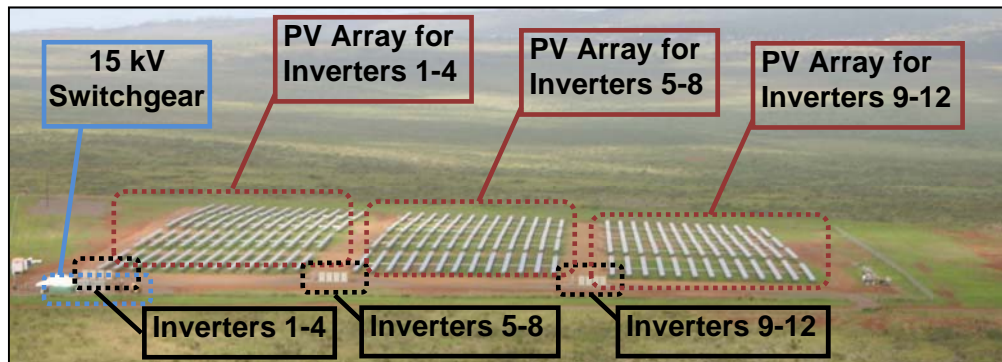 15 kV
Switchgear
PV Array for
Inverters 1-4
PV Array for
Inverters 5-8
PV Array for
Inverters 9-12
Inverters 1-4
Inverters 5-8
Inverters 9-12